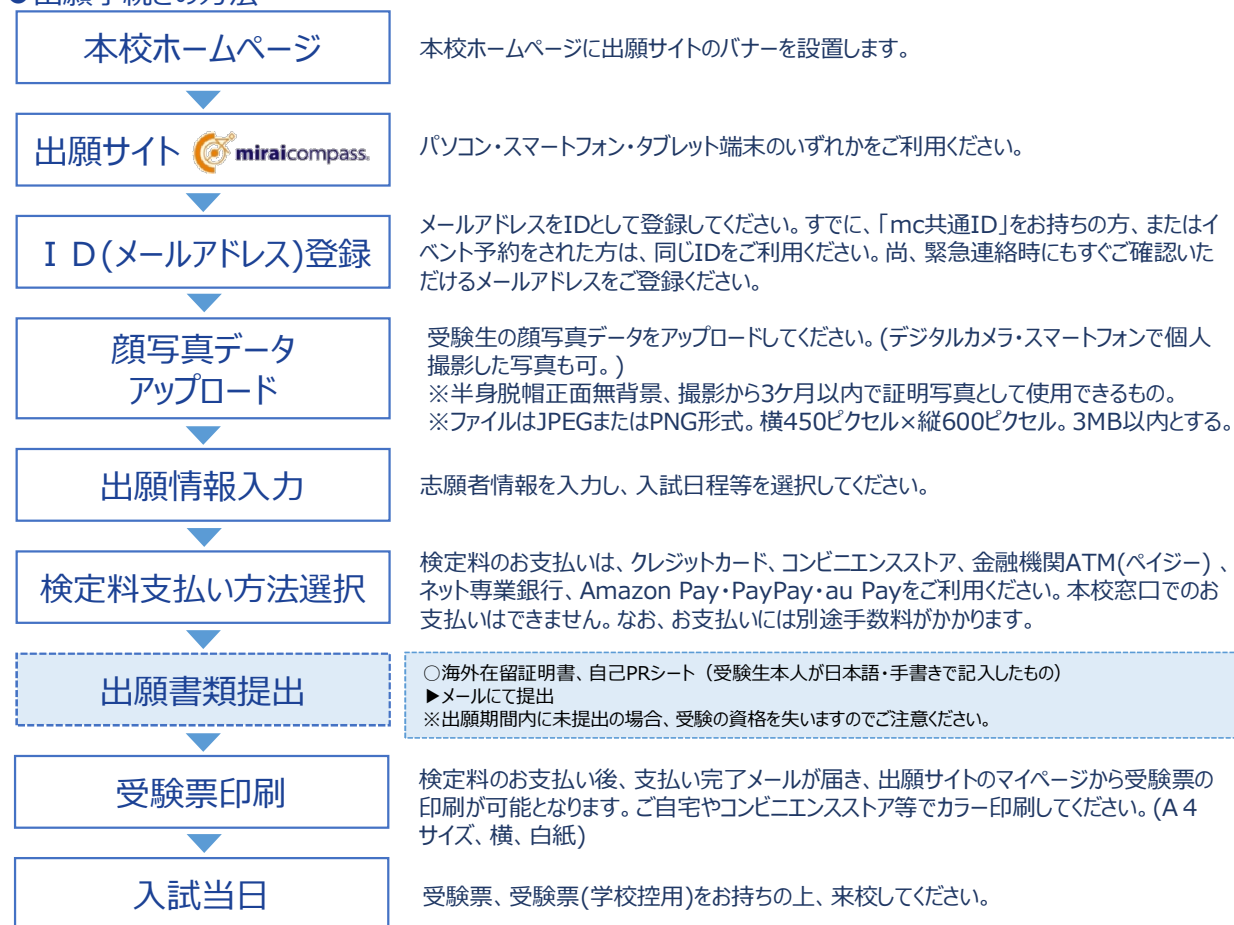 ●出願手続きの方法
本校ホームページ
本校ホームページに出願サイトのバナーを設置します。
出願サイト miraicompass.
パソコン・スマートフォン・タブレット端末のいずれかをご利用ください。
ＩＤ(メールアドレス)登録
メールアドレスをIDとして登録してください。すでに、「mc共通ID」をお持ちの方、またはイ
ベント予約をされた方は、同じIDをご利用ください。尚、緊急連絡時にもすぐご確認いた
だけるメールアドレスをご登録ください。
顔写真データ
アップロード
受験生の顔写真データをアップロードしてください。(デジタルカメラ・スマートフォンで個人
撮影した写真も可。)
※半身脱帽正面無背景、撮影から3ケ月以内で証明写真として使用できるもの。
※ファイルはJPEGまたはPNG形式。横450ピクセル×縦600ピクセル。3MB以内とする。
出願情報入力
志願者情報を入力し、入試日程等を選択してください。
検定料支払い方法選択
検定料のお支払いは、クレジットカード、コンビニエンスストア、金融機関ATM(ペイジー) 、
ネット専業銀行、Amazon Pay・PayPay・au Payをご利用ください。本校窓口でのお
支払いはできません。なお、お支払いには別途手数料がかかります。
出願書類提出
○海外在留証明書、自己PRシート（受験生本人が日本語・手書きで記入したもの）
▶メールにて提出
※出願期間内に未提出の場合、受験の資格を失いますのでご注意ください。
受験票印刷
検定料のお支払い後、支払い完了メールが届き、出願サイトのマイページから受験票の
印刷が可能となります。ご自宅やコンビニエンスストア等でカラー印刷してください。(Ａ４
サイズ、横、白紙)
入試当日
受験票、受験票(学校控用)をお持ちの上、来校してください。